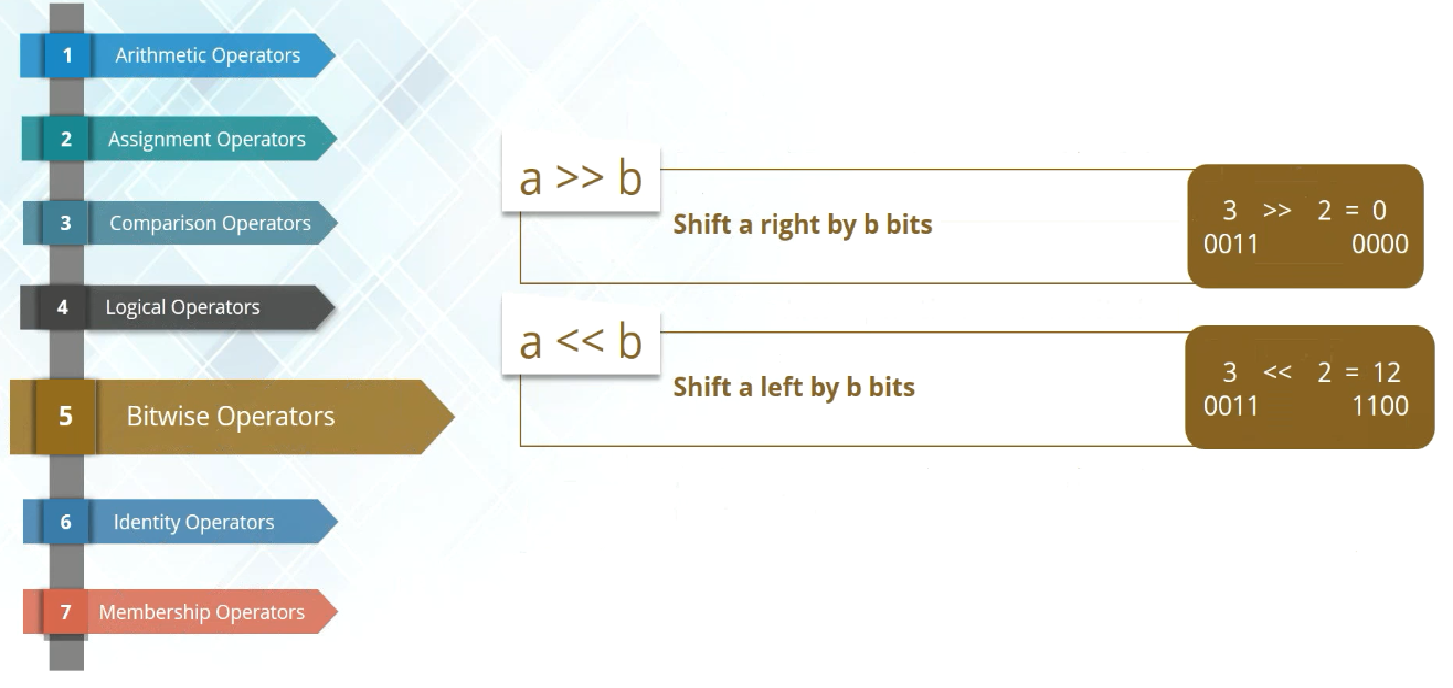 1 Arithmetic Operators
2 Assignment Operators
3 Comparison Operators
4 Logical Operators
5 Bitwise Operators
6 Identity Operators
7 Membership Operators
a >> b
Shift a right by b bits
3 >> 2 = 0
0011 0000
a << b
Shift a left by b bits
3 << 2 = 12
0011 1100